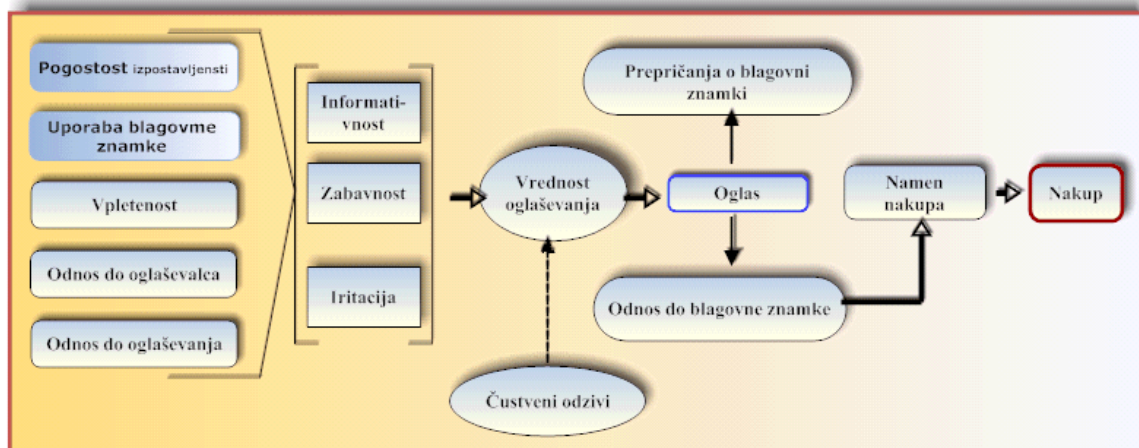 Pogostost izpostavljensti
Uporaba blagovme
znamke
Vpletenost
Odnos do oglaševalca
Odnos do oglaševanja
Informati-
vnost
Zabavnost
Iritacija
Vrednost
oglaševanja
Čustveni odzivi
Prepričanja o blagovni
znamki
Oglas
Odnos do blagovne znamke
Namen
nakupa
Nakup